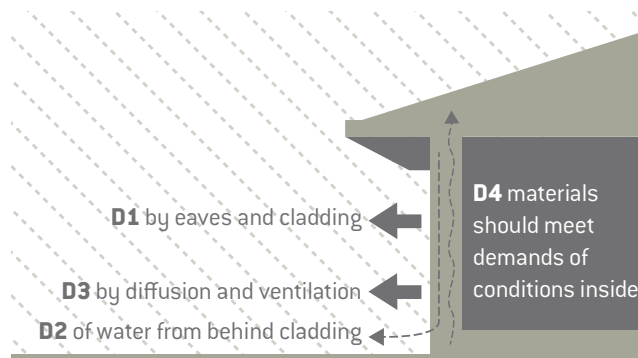 D1 by eaves and cladding
D3 by diffusion and ventilation
D2 of water from behind cladding
D4 materials
should meet
demands of
conditions inside